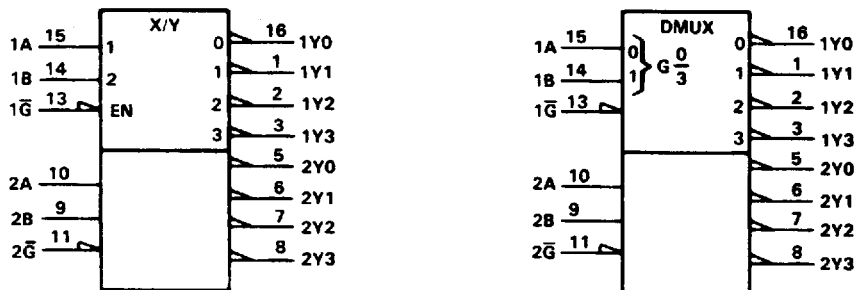 X/Y
1A 15 1 0 16 1Y0
1B 14 2 1 1 1Y1
1G̅ 13 EN 2 2 1Y2
3 3 1Y3
5 2Y0
2A 10 6 2Y1
2B 9 7 2Y2
2G̅ 11 8 2Y3
DMUX
1A 15 0 0 16 1Y0
1B 14 1 } G 0/3 1 1 1Y1
1G̅ 13 2 2 1Y2
3 3 1Y3
5 2Y0
2A 10 6 2Y1
2B 9 7 2Y2
2G̅ 11 8 2Y3